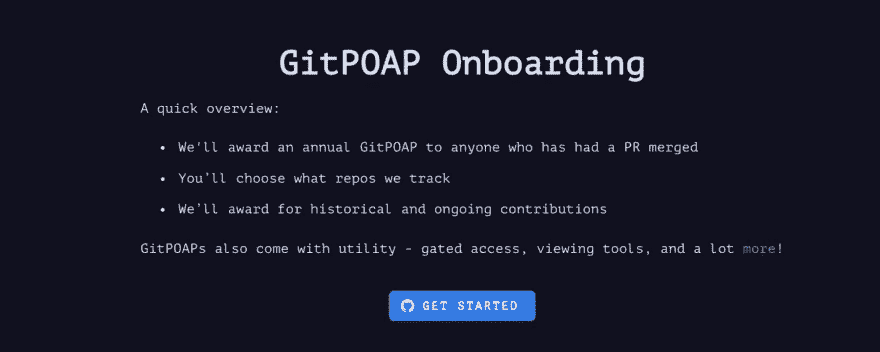 GitPOAP Onboarding
A quick overview:
• We'll award an annual GitPOAP to anyone who has had a PR merged
• You’ll choose what repos we track
• We’ll award for historical and ongoing contributions
GitPOAPs also come with utility - gated access, viewing tools, and a lot more!
GET STARTED